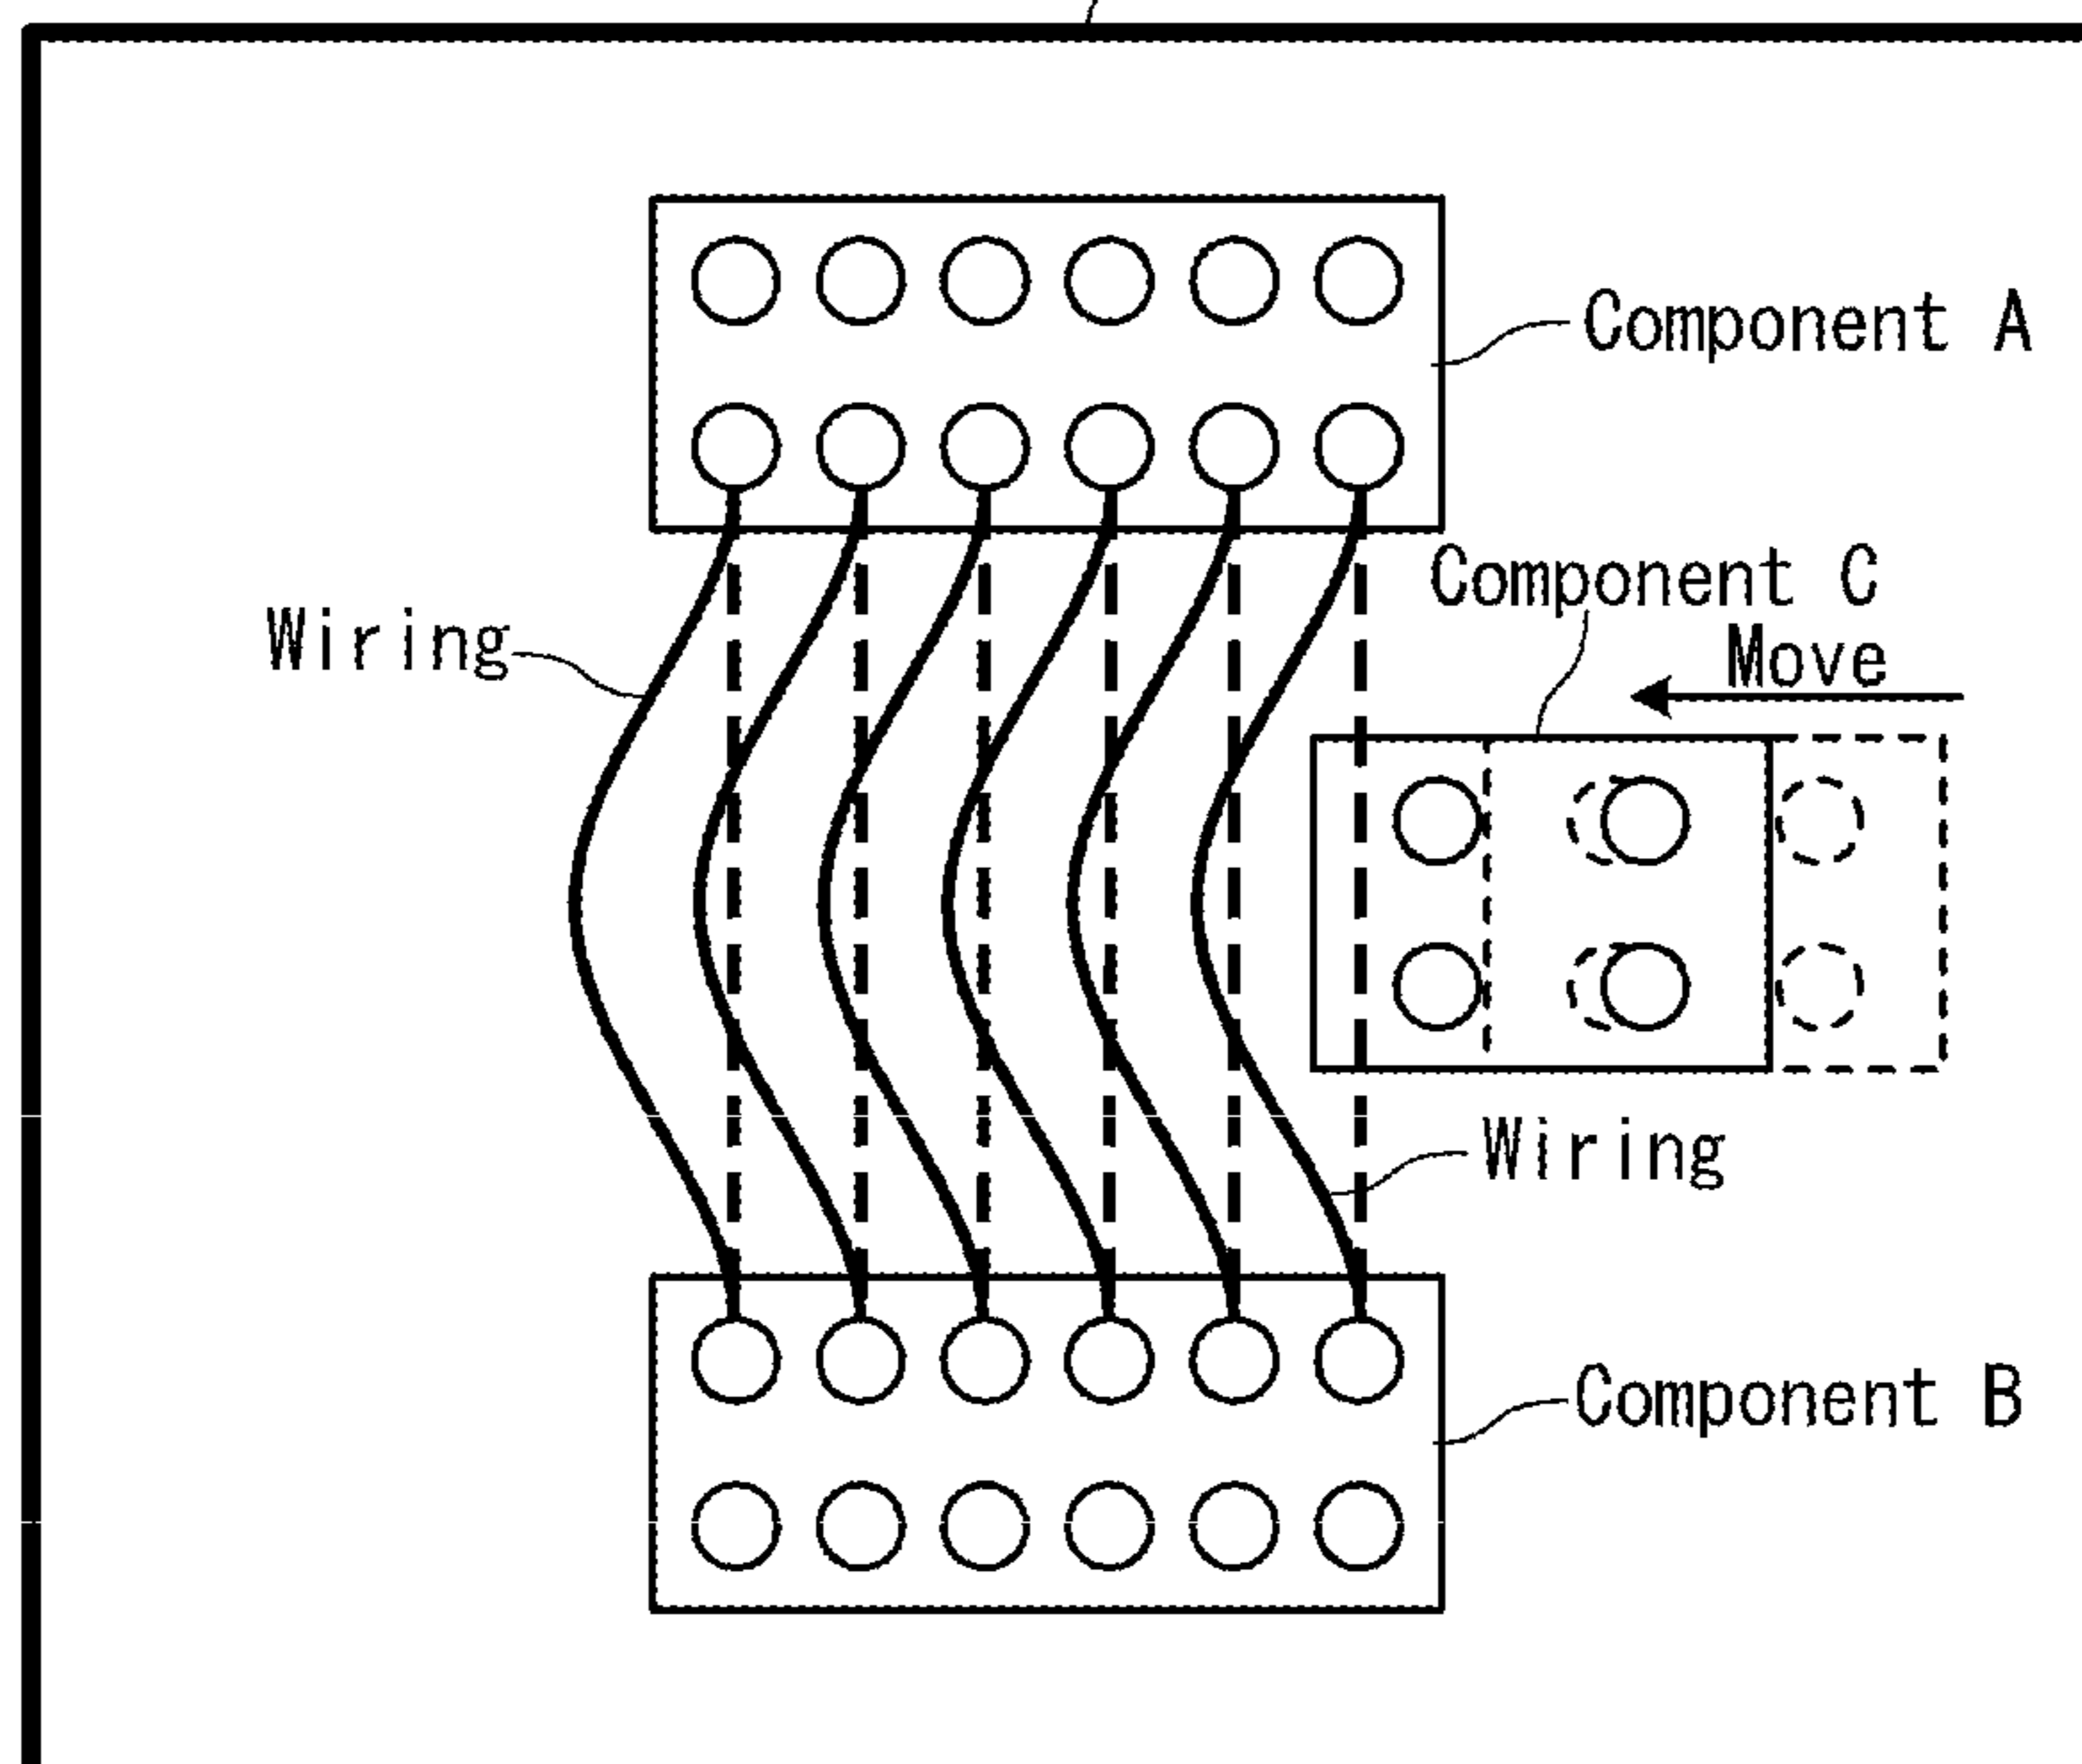 Component A
Component C
Wiring
Move
Wiring
Component B